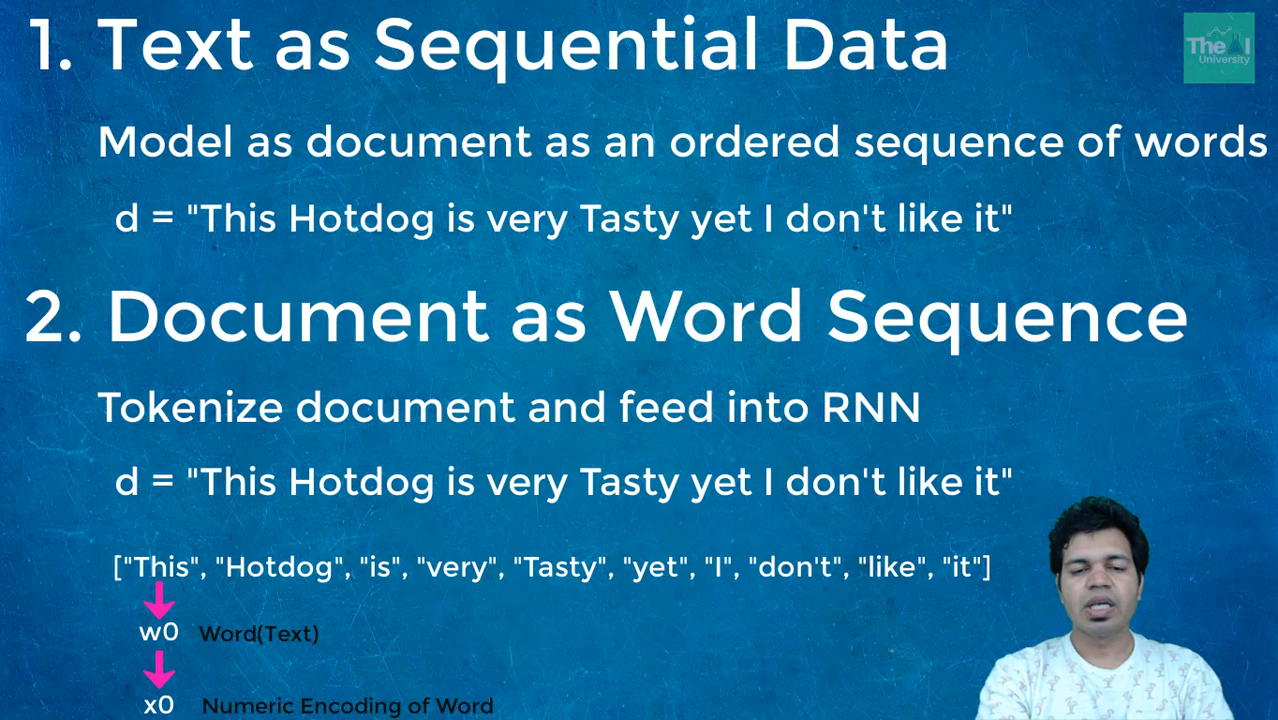 1. Text as Sequential Data
The AI
University
Model as document as an ordered sequence of words
d = "This Hotdog is very Tasty yet I don't like it"
2. Document as Word Sequence
Tokenize document and feed into RNN
d = "This Hotdog is very Tasty yet I don't like it"
["This", "Hotdog", "is", "very", "Tasty", "yet", "I", "don't", "like", "it"]
w0 Word(Text)
x0 Numeric Encoding of Word